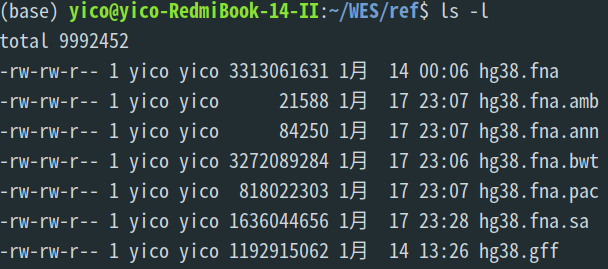 (base) yico@yico-RedmiBook-14-II:~/WES/ref$ ls -l
total 9992452
-rw-rw-r-- 1 yico yico 3313061631 1月  14 00:06 hg38.fna
-rw-rw-r-- 1 yico yico      21588 1月  17 23:07 hg38.fna.amb
-rw-rw-r-- 1 yico yico      84250 1月  17 23:07 hg38.fna.ann
-rw-rw-r-- 1 yico yico 3272089284 1月  17 23:06 hg38.fna.bwt
-rw-rw-r-- 1 yico yico  818022303 1月  17 23:07 hg38.fna.pac
-rw-rw-r-- 1 yico yico 1636044656 1月  17 23:28 hg38.fna.sa
-rw-rw-r-- 1 yico yico 1192915062 1月  14 13:26 hg38.gff